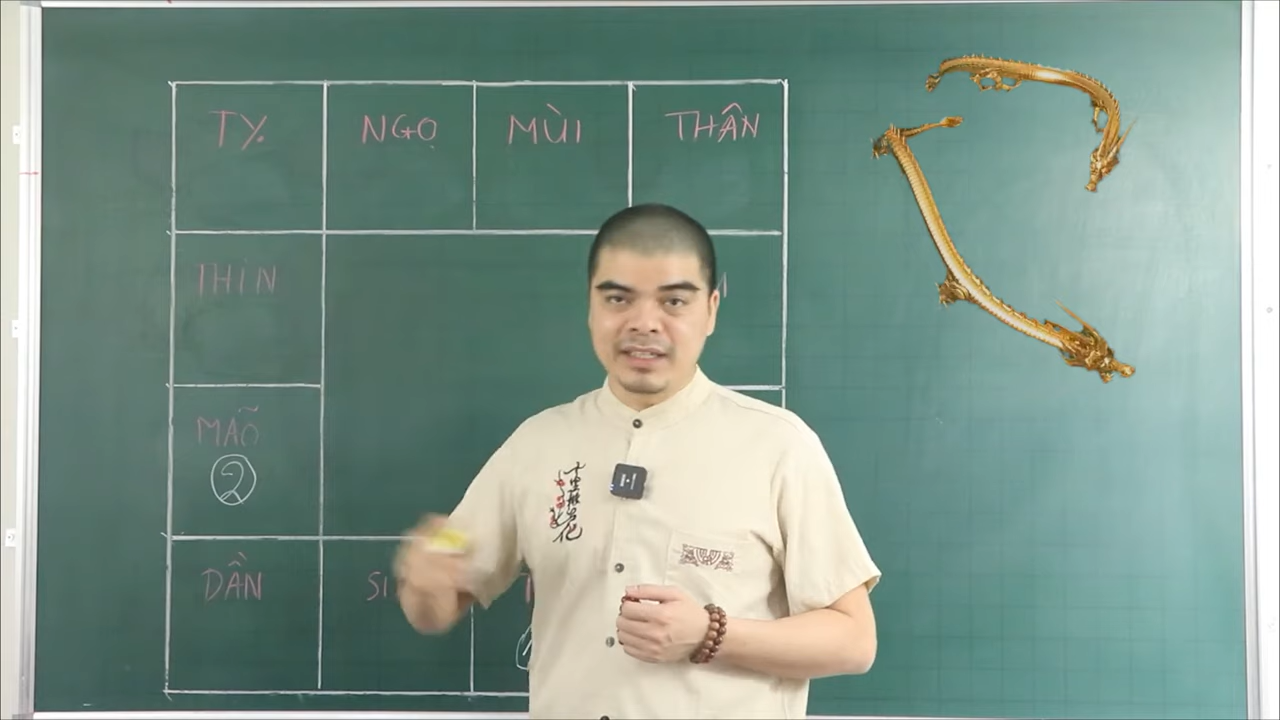 TỴ NGỌ MÙI THÂN
THÌN
MÃO
②
DẦN